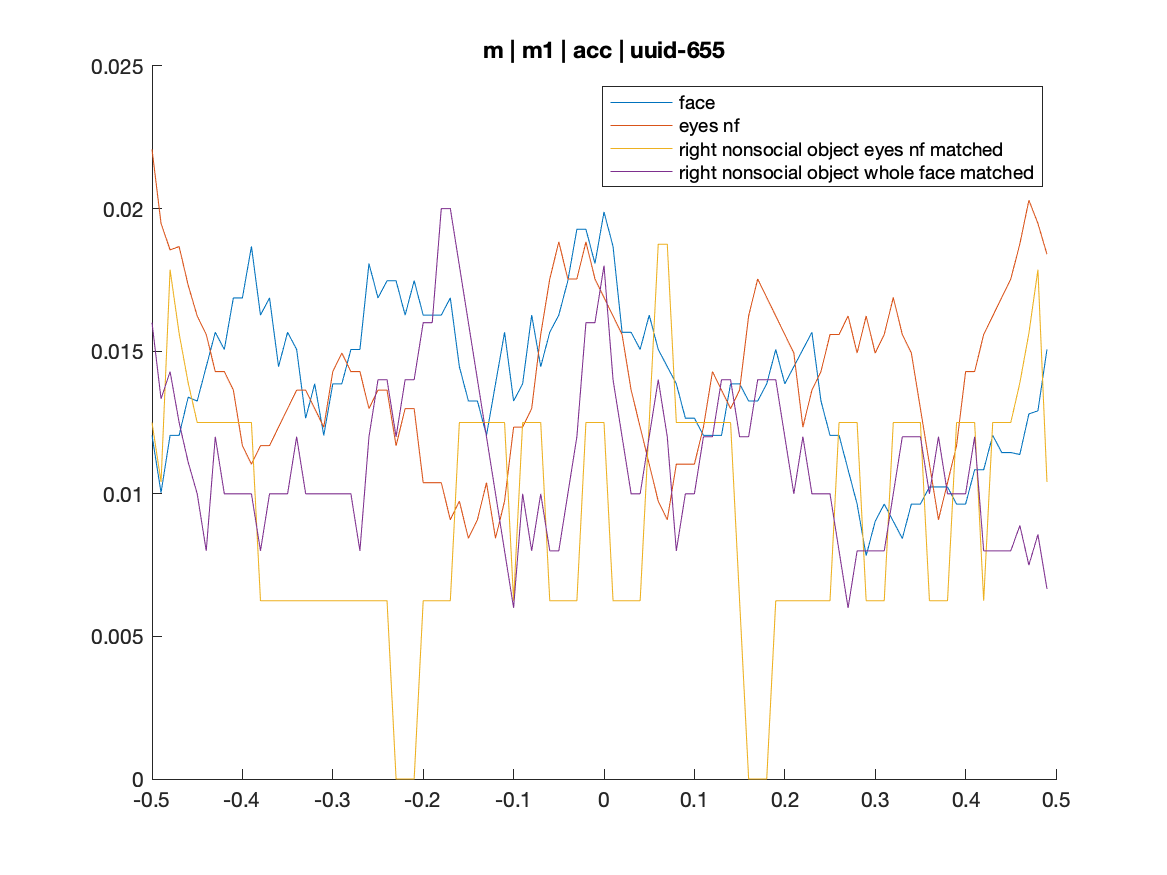 m | m1 | acc | uuid-655
0.025
face
eyes nf
right nonsocial object eyes nf matched
right nonsocial object whole face matched
0.02
0.015
0.01
0.005
0
-0.5 -0.4 -0.3 -0.2 -0.1 0 0.1 0.2 0.3 0.4 0.5